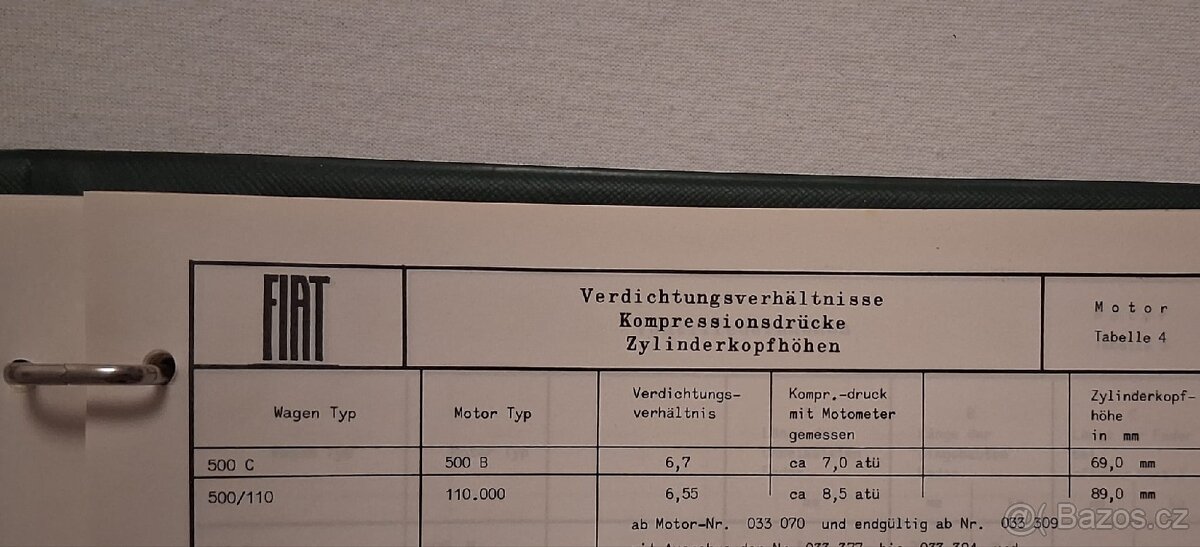 FIAT
Verdichtungsverhältnisse
Kompressionsdrücke
Zylinderkopfhöhen
Motor
Tabelle 4
Wagen Typ
Motor Typ
Verdichtungs-
verhältnis
Kompr.-druck
mit Motometer
gemessen
Zylinderkopf-
höhe
in mm
500 C 500 B 6,7 ca 7,0 atü 69,0 mm
500/110 110.000 6,55 ca 8,5 atü 89,0 mm
ab Motor-Nr. 033 070 und endgültig ab Nr. 033 309
Bazoš.cz